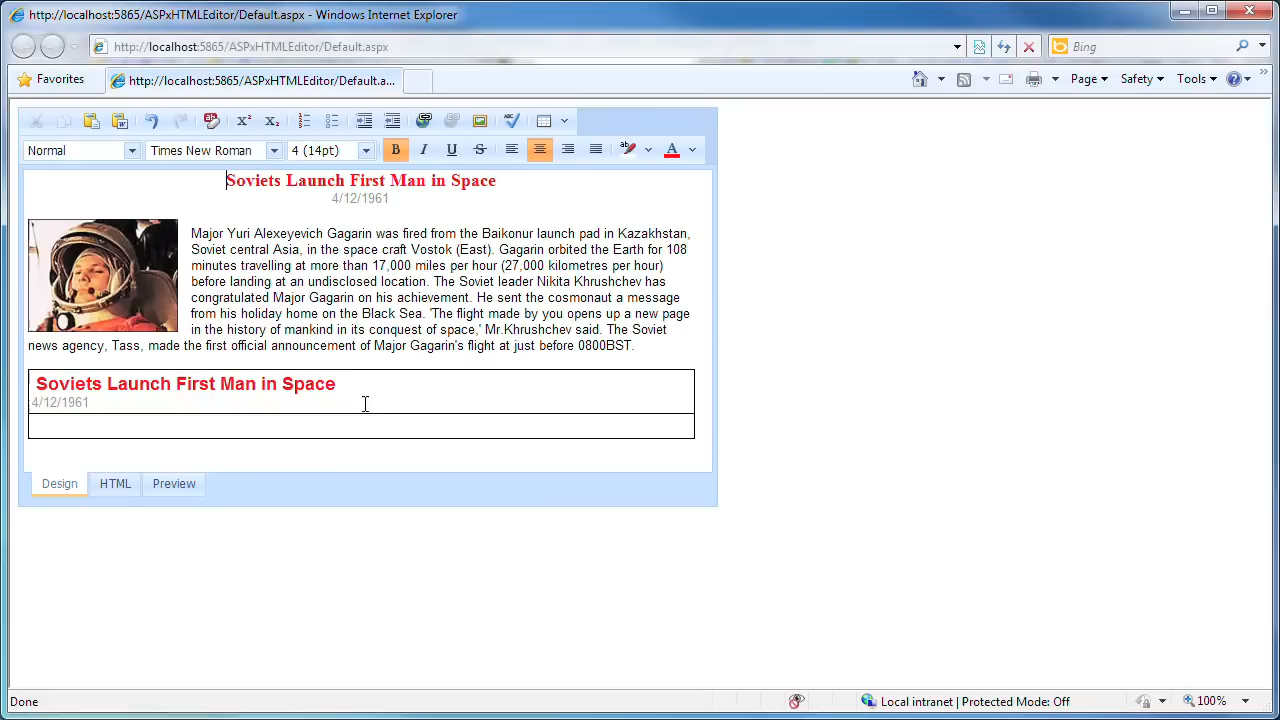 http://localhost:5865/ASPxHTMLEditor/Default.aspx - Windows Internet Explorer
http://localhost:5865/ASPxHTMLEditor/Default.aspx
Bing
Favorites
http://localhost:5865/ASPxHTMLEditor/Default.a...
Page
Safety
Tools
Normal
Times New Roman
4 (14pt)
B I U S
A
Soviets Launch First Man in Space
4/12/1961
Major Yuri Alexeyevich Gagarin was fired from the Baikonur launch pad in Kazakhstan,
Soviet central Asia, in the space craft Vostok (East). Gagarin orbited the Earth for 108
minutes travelling at more than 17,000 miles per hour (27,000 kilometres per hour)
before landing at an undisclosed location. The Soviet leader Nikita Khrushchev has
congratulated Major Gagarin on his achievement. He sent the cosmonaut a message
from his holiday home on the Black Sea. 'The flight made by you opens up a new page
in the history of mankind in its conquest of space,' Mr.Khrushchev said. The Soviet
news agency, Tass, made the first official announcement of Major Gagarin's flight at just before 0800BST.
Soviets Launch First Man in Space
4/12/1961
Design
HTML
Preview
Done
Local intranet | Protected Mode: Off
100%